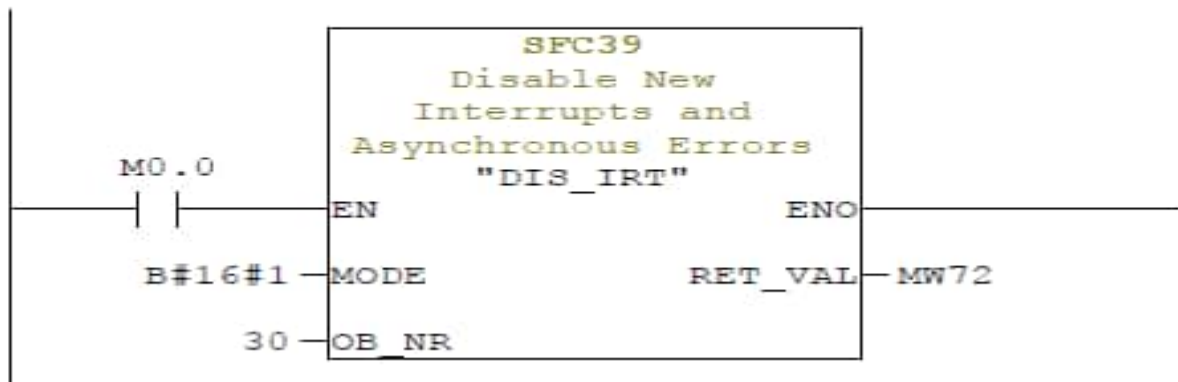 SFC39
Disable New
Interrupts and
Asynchronous Errors
"DIS_IRT"
M0.0
EN ENO
B#16#1 MODE RET_VAL MW72
30 OB_NR